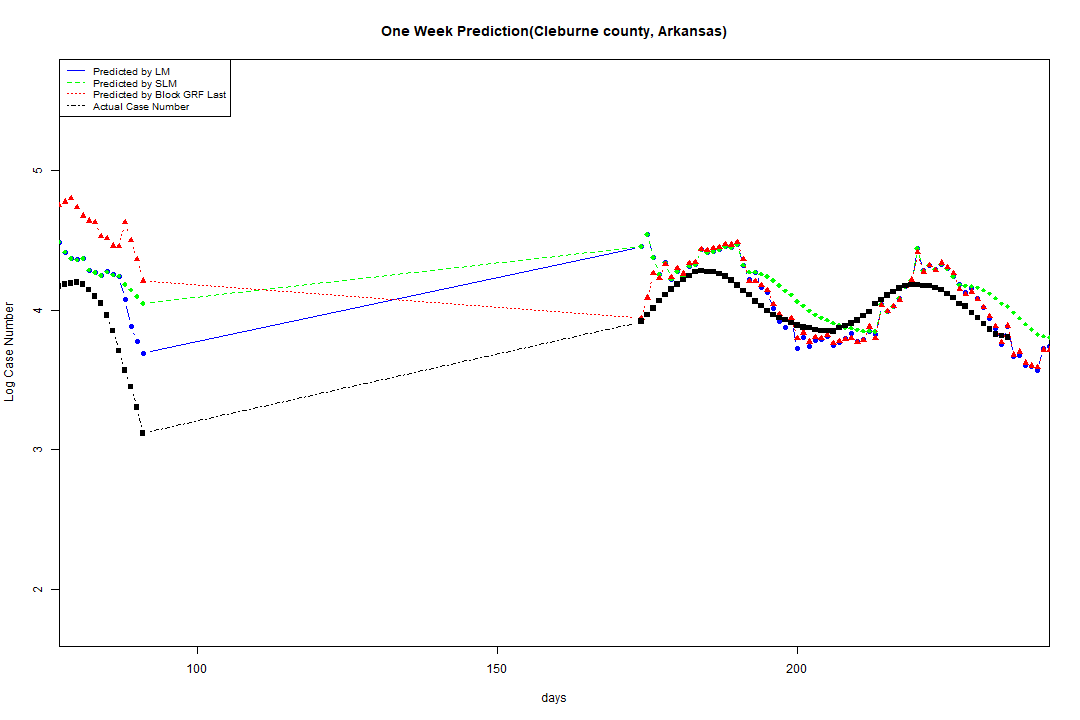 One Week Prediction(Cleburne county, Arkansas)
Predicted by LM
Predicted by SLM
Predicted by Block GRF Last
Actual Case Number
5
4
3
2
Log Case Number
100 150 200
days